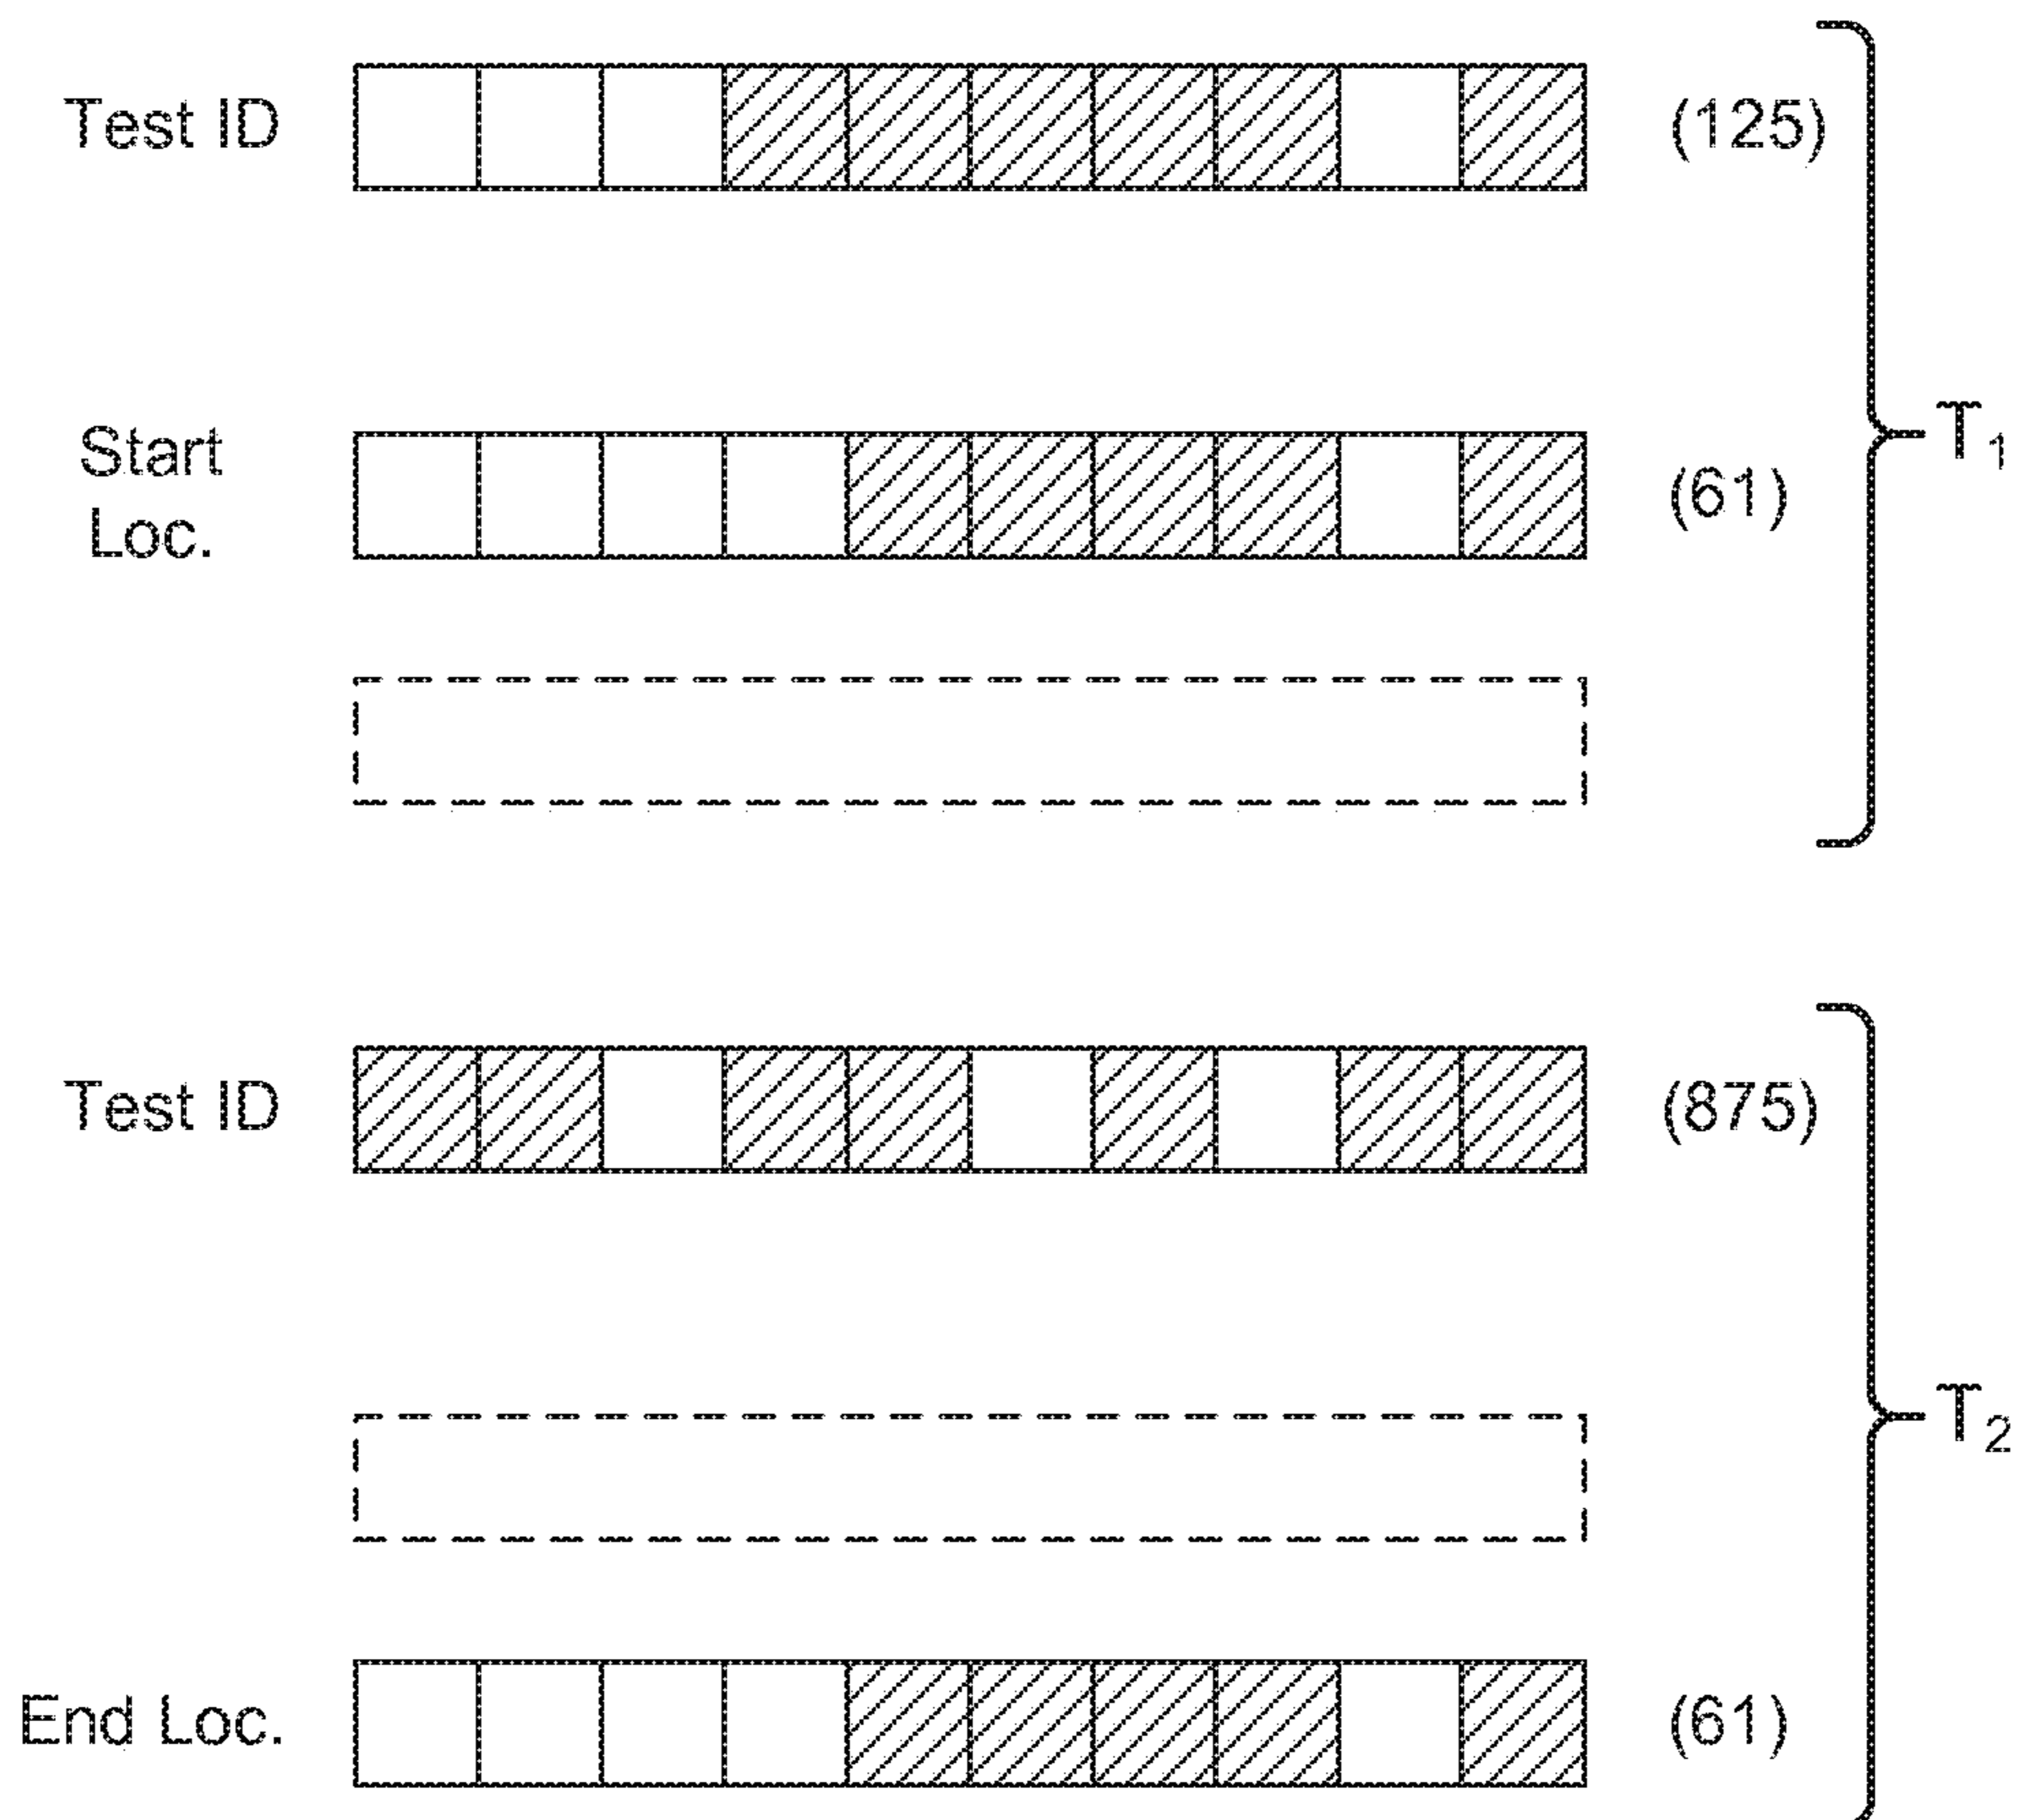 Test ID (125)
Start
Loc. (61)
T1
Test ID (875)
T2
End Loc. (61)